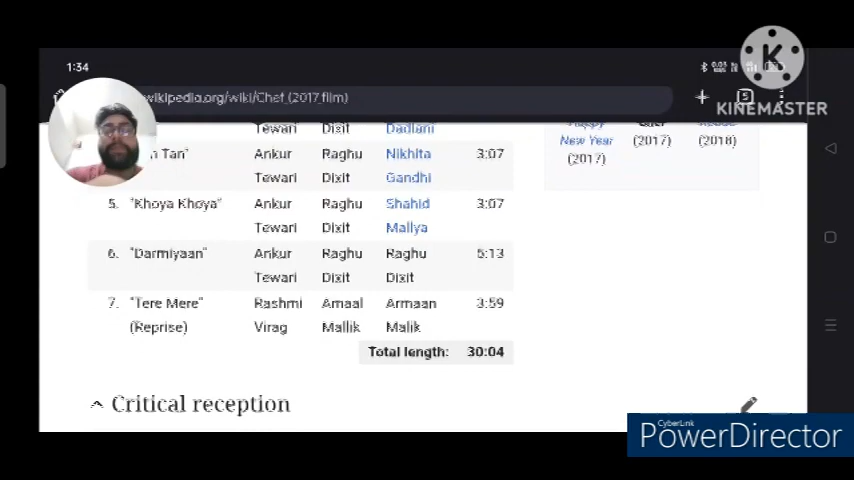 1:34
KINEMASTER
wikipedia.org/wiki/Chef_(2017_film)
Tewari Dixit Dadlani
New Year (2017) (2018)
Tan" Ankur Raghu Nikhita 3:07
(2017)
Tewari Dixit Gandhi
5. "Khoya Khoya" Ankur Raghu Shahid 3:07
Tewari Dixit Mallya
6. "Darmiyaan" Ankur Raghu Raghu 5:13
Tewari Dixit Dixit
7. "Tere Mere" Rashmi Amaal Armaan 3:59
(Reprise) Virag Mallik Malik
Total length: 30:04
Critical reception
CyberLink
PowerDirector